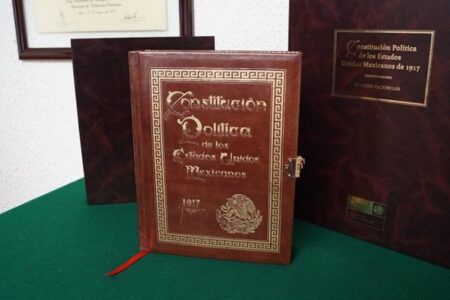 Constitución
Política
de los
Estados Unidos
Mexicanos
1917
Constitución Política
de los Estados
Unidos Mexicanos de 1917
EDICIÓN FACSIMILAR